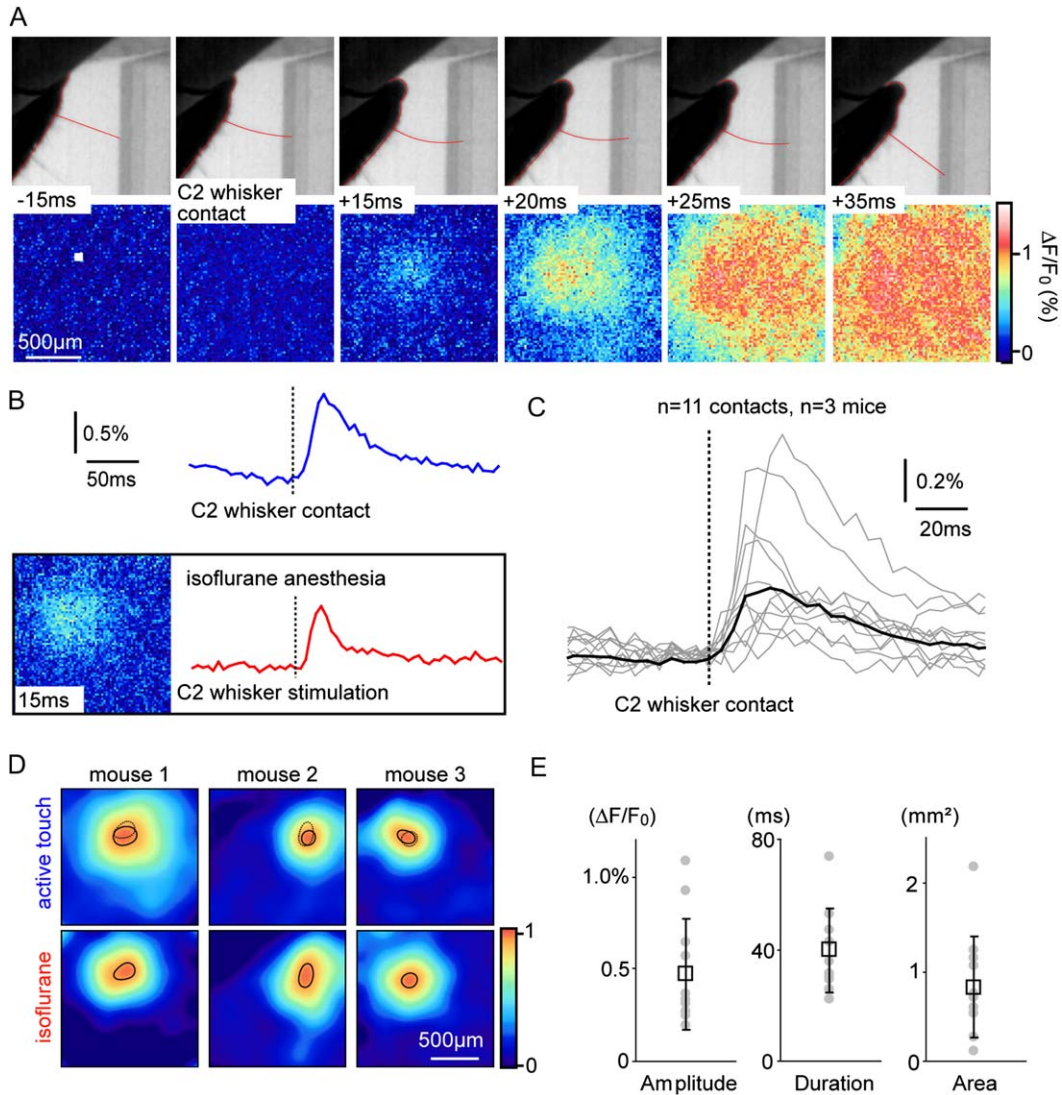 A
-15ms
C2 whisker
contact
+15ms
+20ms
+25ms
+35ms
500µm
1
0
ΔF/F₀ (%)
B
0.5%
50ms
C2 whisker contact
isoflurane anesthesia
15ms
C2 whisker stimulation
C
n=11 contacts, n=3 mice
0.2%
20ms
C2 whisker contact
D
mouse 1
mouse 2
mouse 3
active touch
isoflurane
500µm
1
0
E
(ΔF/F₀)
(ms)
(mm²)
1.0%
0.5
0
80
40
0
2
1
0
Amplitude
Duration
Area